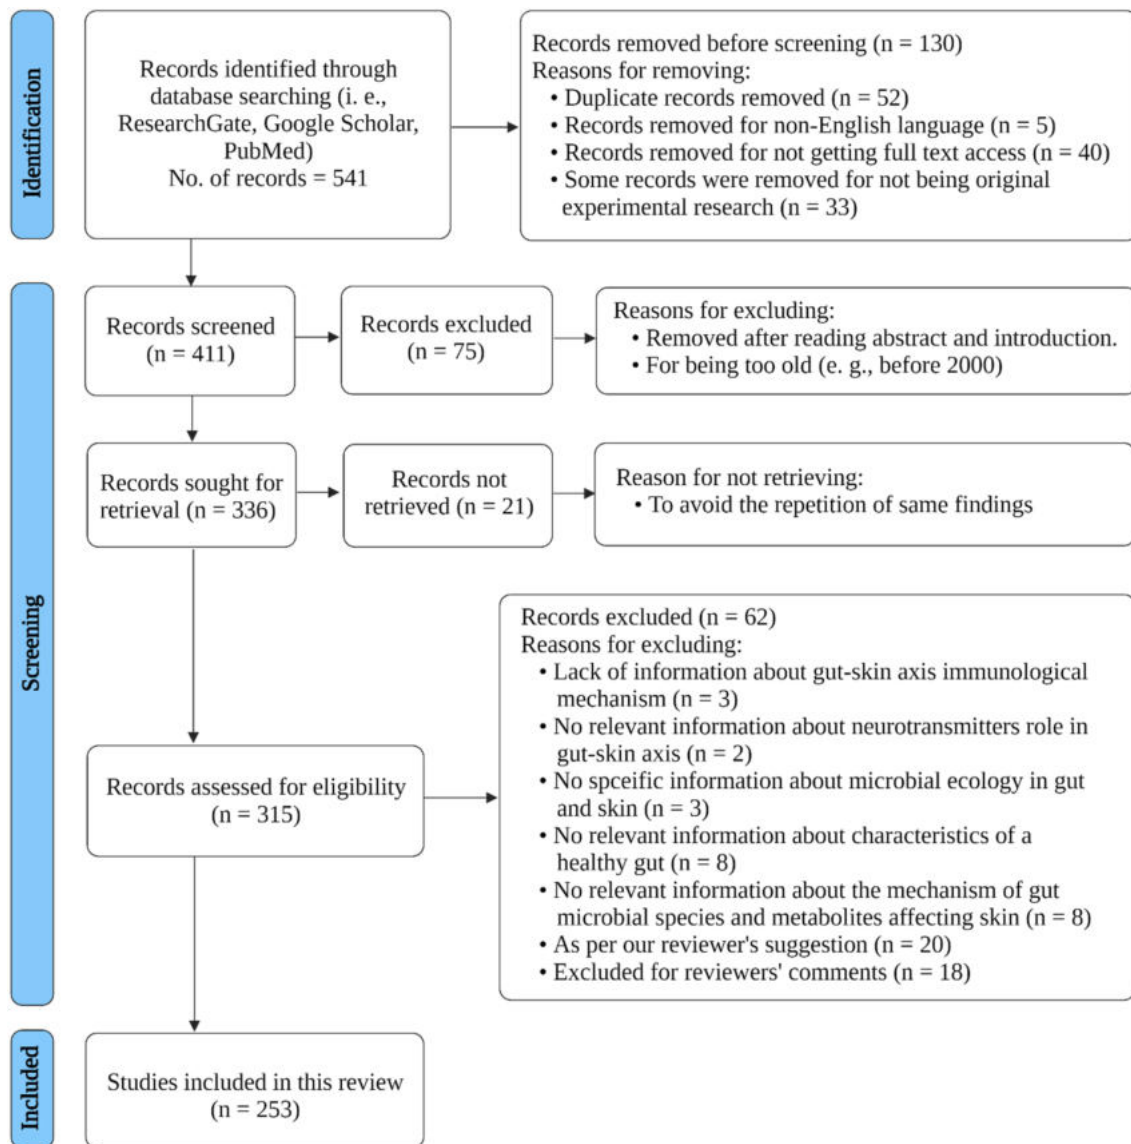 Identification
Records identified through
database searching (i. e.,
ResearchGate, Google Scholar,
PubMed)
No. of records = 541
Records removed before screening (n = 130)
Reasons for removing:
• Duplicate records removed (n = 52)
• Records removed for non-English language (n = 5)
• Records removed for not getting full text access (n = 40)
• Some records were removed for not being original
experimental research (n = 33)
Screening
Records screened
(n = 411)
Records excluded
(n = 75)
Reasons for excluding:
• Removed after reading abstract and introduction.
• For being too old (e. g., before 2000)
Records sought for
retrieval (n = 336)
Records not
retrieved (n = 21)
Reason for not retrieving:
• To avoid the repetition of same findings
Records assessed for eligibility
(n = 315)
Records excluded (n = 62)
Reasons for excluding:
• Lack of information about gut-skin axis immunological
mechanism (n = 3)
• No relevant information about neurotransmitters role in
gut-skin axis (n = 2)
• No spceific information about microbial ecology in gut
and skin (n = 3)
• No relevant information about characteristics of a
healthy gut (n = 8)
• No relevant information about the mechanism of gut
microbial species and metabolites affecting skin (n = 8)
• As per our reviewer's suggestion (n = 20)
• Excluded for reviewers' comments (n = 18)
Included
Studies included in this review
(n = 253)